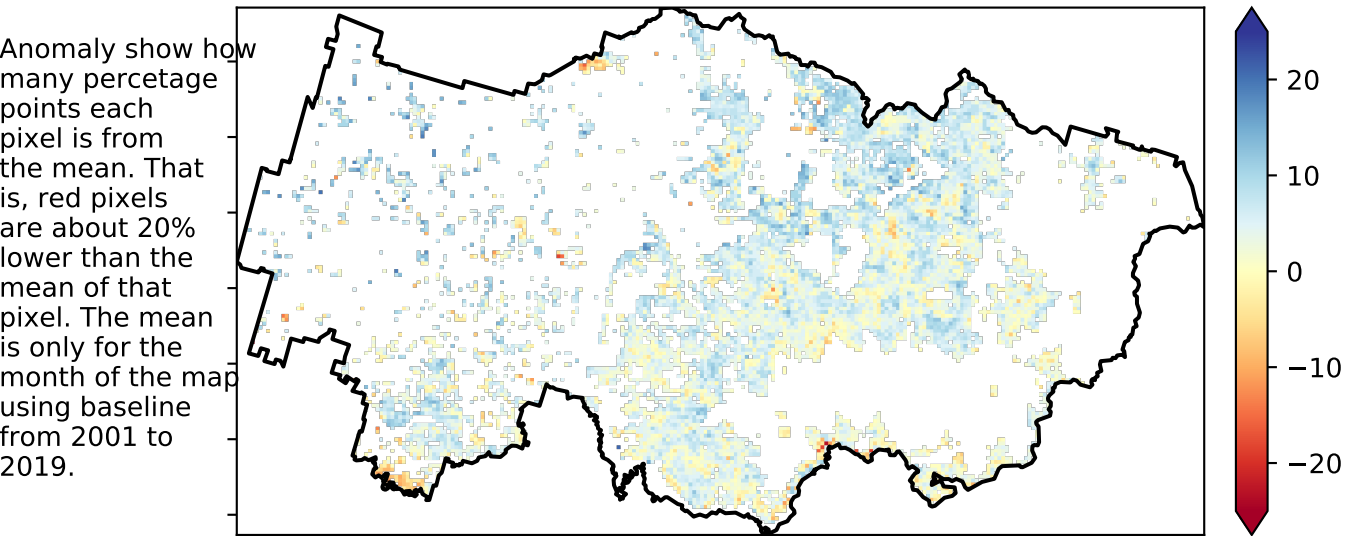 Anomaly show how
many percetage
points each
pixel is from
the mean. That
is, red pixels
are about 20%
lower than the
mean of that
pixel. The mean
is only for the
month of the map
using baseline
from 2001 to
2019.
20
10
0
−10
−20